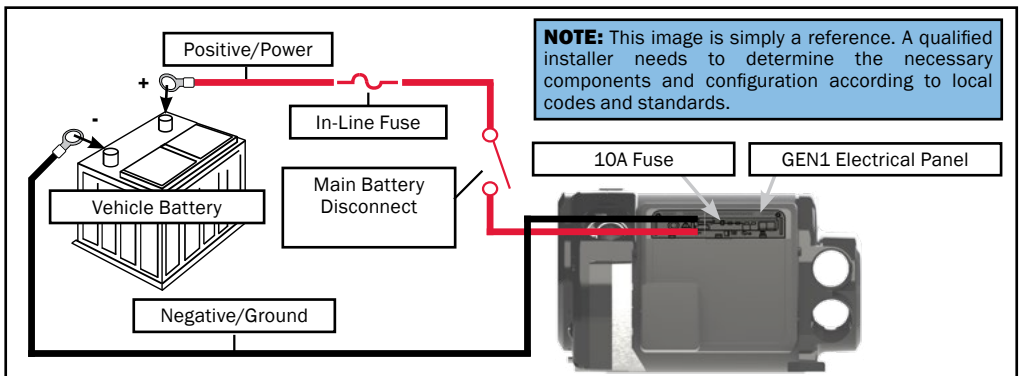 Positive/Power
NOTE: This image is simply a reference. A qualified
installer needs to determine the necessary
components and configuration according to local
codes and standards.
+
-
In-Line Fuse
10A Fuse
GEN1 Electrical Panel
Main Battery
Disconnect
Vehicle Battery
Negative/Ground